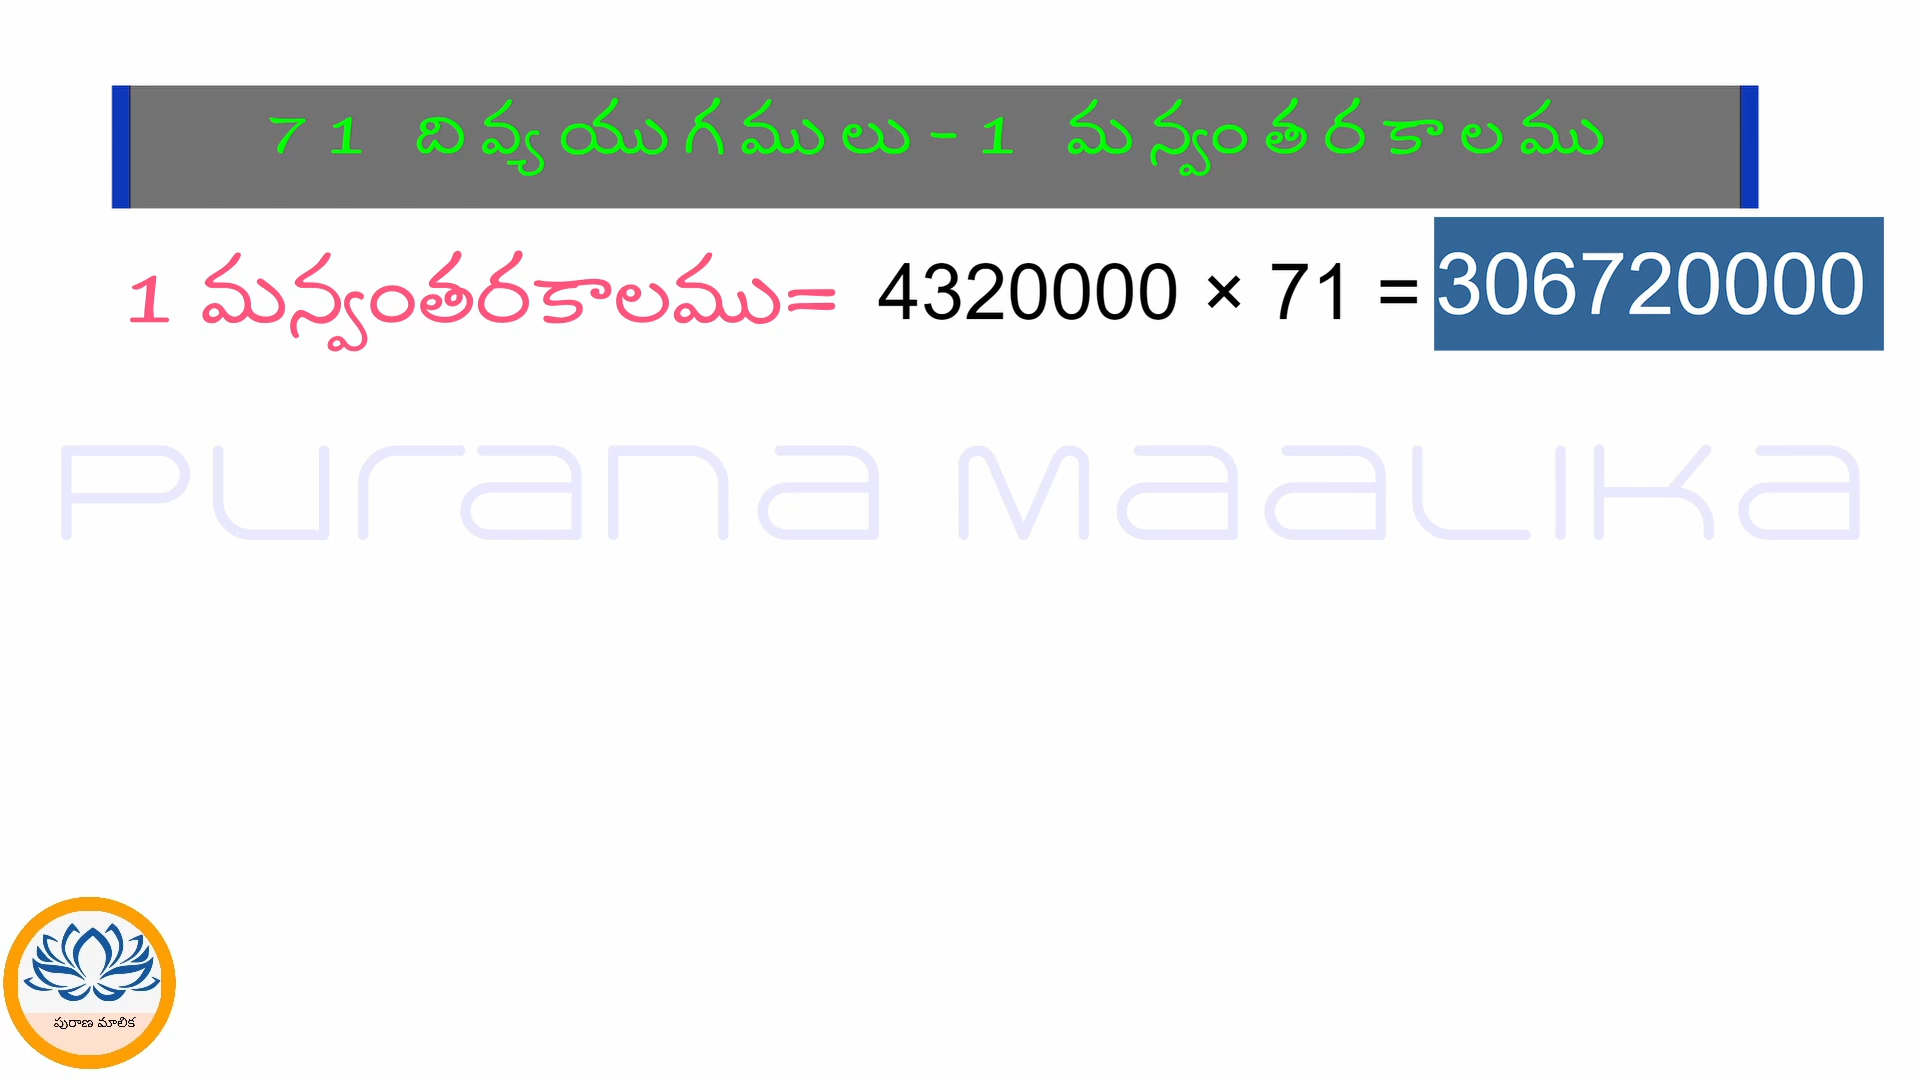 71 దివ్యయుగములు-1 మన్వంతరకాలము
1 మన్వంతరకాలము= 4320000 × 71 = 306720000
Purana Maalika
పురాణ మాలిక